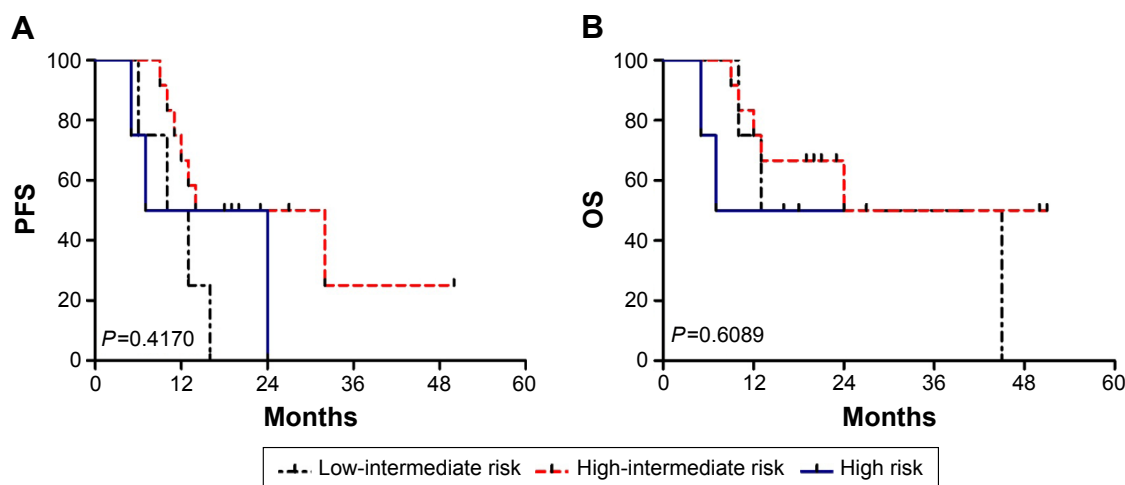 A
100
80
60
40
20
0
PFS
P=0.4170
0 12 24 36 48 60
Months
B
100
80
60
40
20
0
OS
P=0.6089
0 12 24 36 48 60
Months
Low-intermediate risk High-intermediate risk High risk